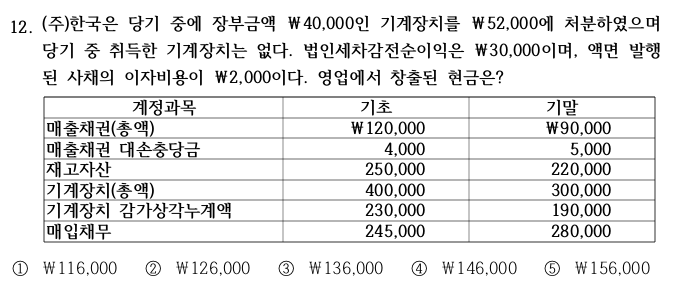 12. (주)한국은 당기 중에 장부금액 ₩40,000인 기계장치를 ₩52,000에 처분하였으며
당기 중 취득한 기계장치는 없다. 법인세차감전순이익은 ₩30,000이며, 액면 발행
된 사채의 이자비용이 ₩2,000이다. 영업에서 창출된 현금은?
계정과목 기초 기말
매출채권(총액) ₩120,000 ₩90,000
매출채권 대손충당금 4,000 5,000
재고자산 250,000 220,000
기계장치(총액) 400,000 300,000
기계장치 감가상각누계액 230,000 190,000
매입채무 245,000 280,000
① ₩116,000 ② ₩126,000 ③ ₩136,000 ④ ₩146,000 ⑤ ₩156,000